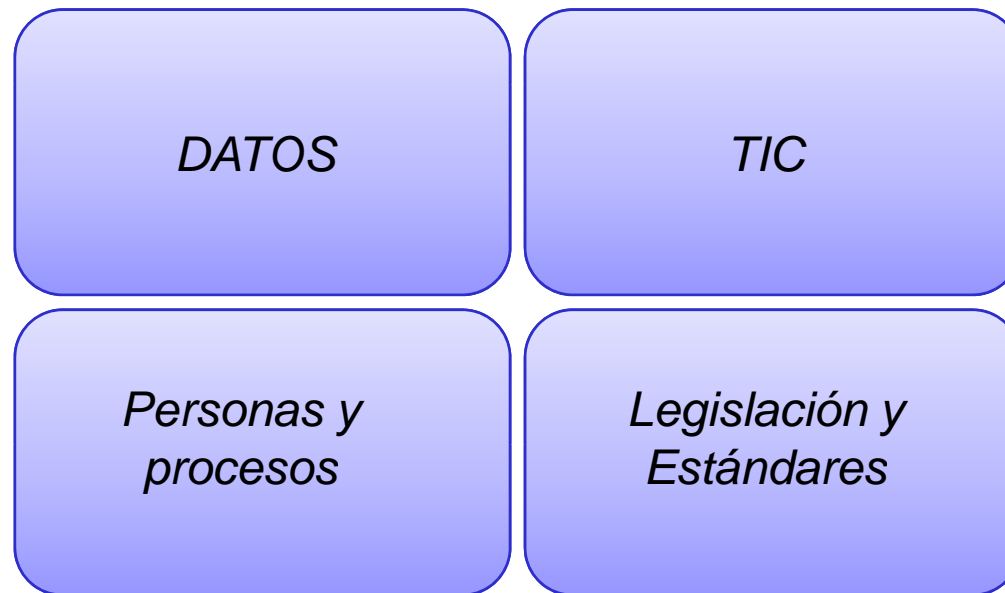 DATOS
TIC
Personas y
procesos
Legislación y
Estándares